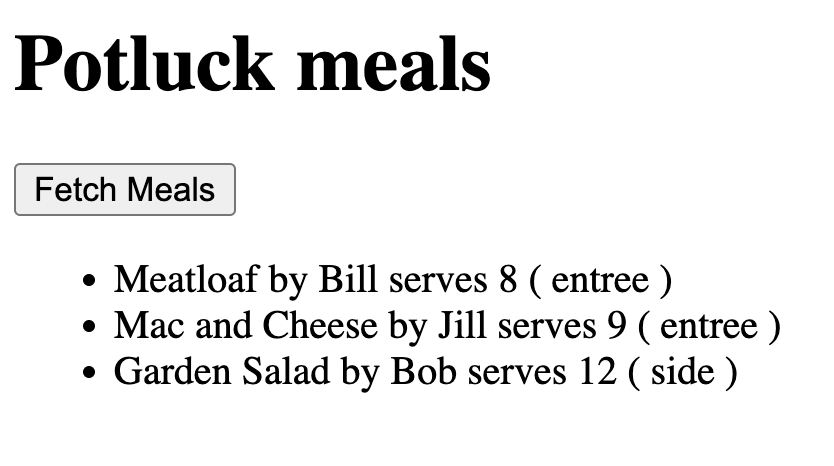 Potluck meals
Fetch Meals
• Meatloaf by Bill serves 8 ( entree )
• Mac and Cheese by Jill serves 9 ( entree )
• Garden Salad by Bob serves 12 ( side )